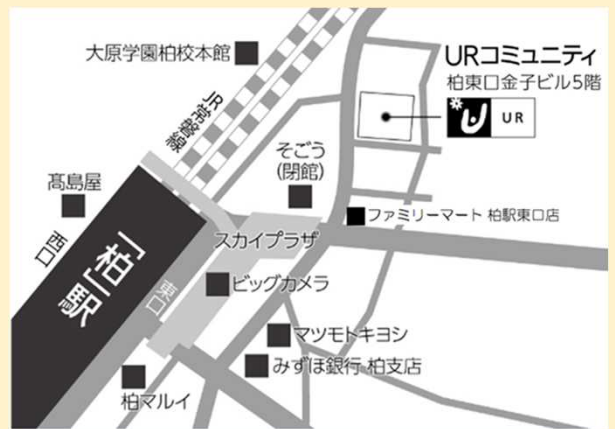 大原学園柏校本館
URコミュニティ
柏東口金子ビル5階
UR
JR常磐線
そごう
(閉館)
髙島屋
ファミリーマート 柏駅東口店
西口
「柏」駅
東口
スカイプラザ
ビッグカメラ
マツモトキヨシ
みずほ銀行 柏支店
柏マルイ